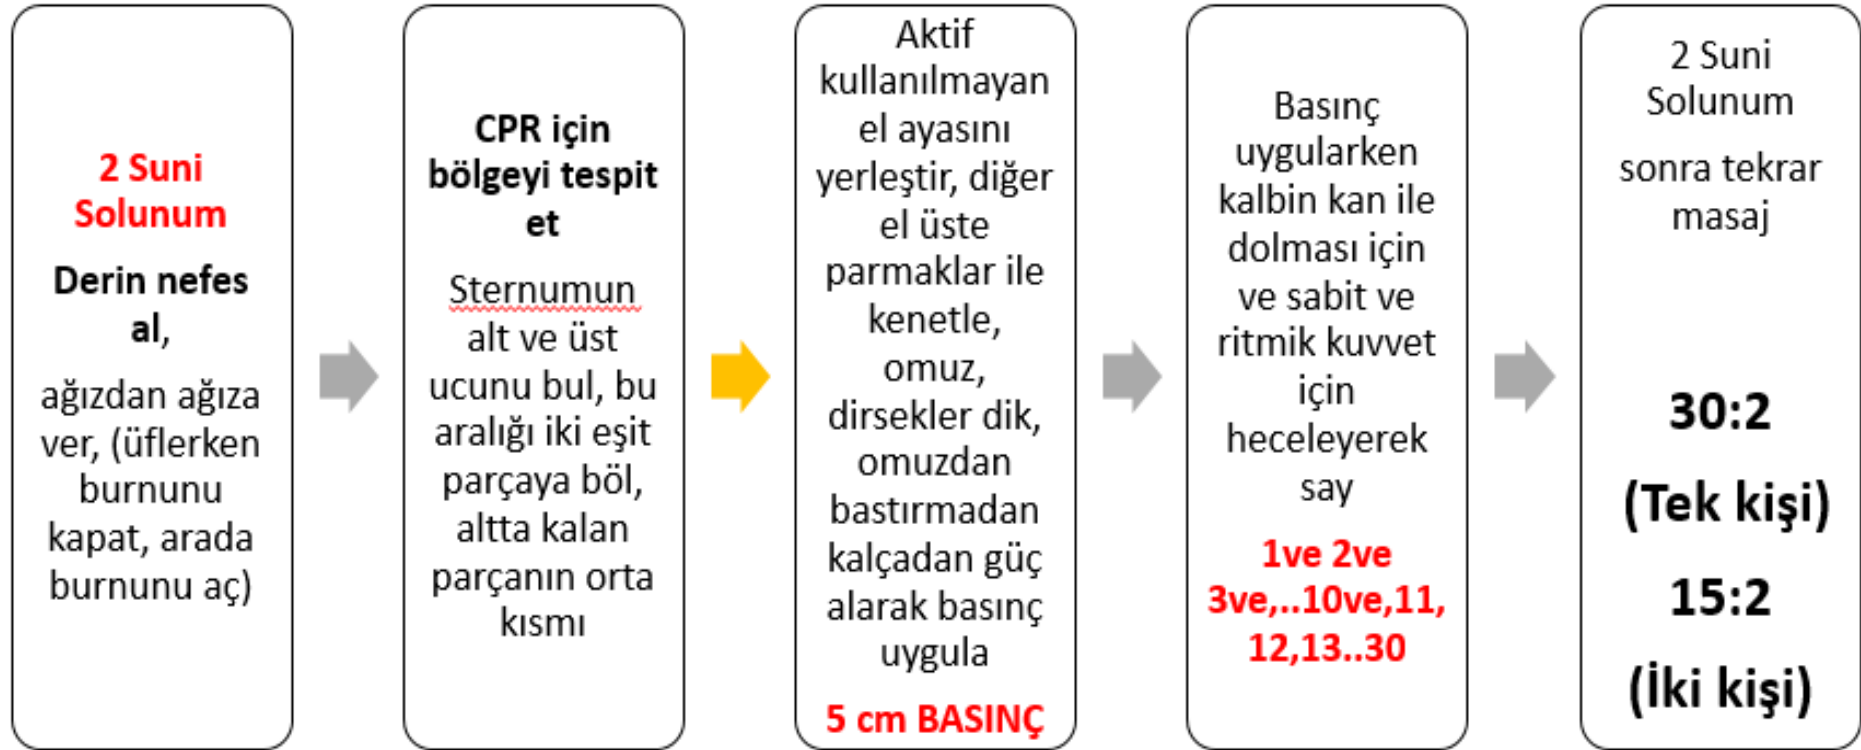 2 Suni
Solunum
Derin nefes
al,
ağızdan ağıza
ver, (üflerken
burnunu
kapat, arada
burnunu aç)
CPR için
bölgeyi tespit
et
Sternumun
alt ve üst
ucunu bul, bu
aralığı iki eşit
parçaya böl,
altta kalan
parçanın orta
kısmı
Aktif
kullanılmayan
el ayasını
yerleştir, diğer
el üste
parmaklar ile
kenetle,
omuz,
dirsekler dik,
omuzdan
bastırmadan
kalçadan güç
alarak basınç
uygula
5 cm BASINÇ
Basınç
uygularken
kalbin kan ile
dolması için
ve sabit ve
ritmik kuvvet
için
heceleyerek
say
1ve 2ve
3ve,..10ve,11,
12,13..30
2 Suni
Solunum
sonra tekrar
masaj
30:2
(Tek kişi)
15:2
(İki kişi)